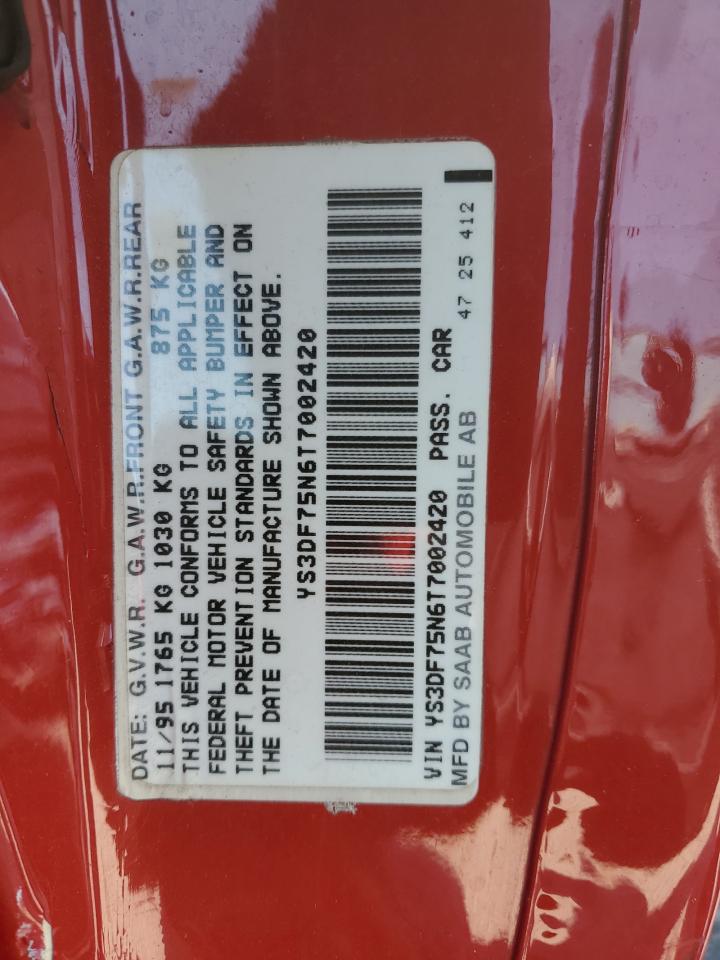 DATE: G.V.W.R. G.A.W.R.FRONT G.A.W.R.REAR
11/95 1765 KG 1030 KG 875 KG
THIS VEHICLE CONFORMS TO ALL APPLICABLE
FEDERAL MOTOR VEHICLE SAFETY BUMPER AND
THEFT PREVENTION STANDARDS IN EFFECT ON
THE DATE OF MANUFACTURE SHOWN ABOVE.
YS3DF75N6T7002420
VIN YS3DF75N6T7002420 PASS. CAR
MFD BY SAAB AUTOMOBILE AB 47 25 412